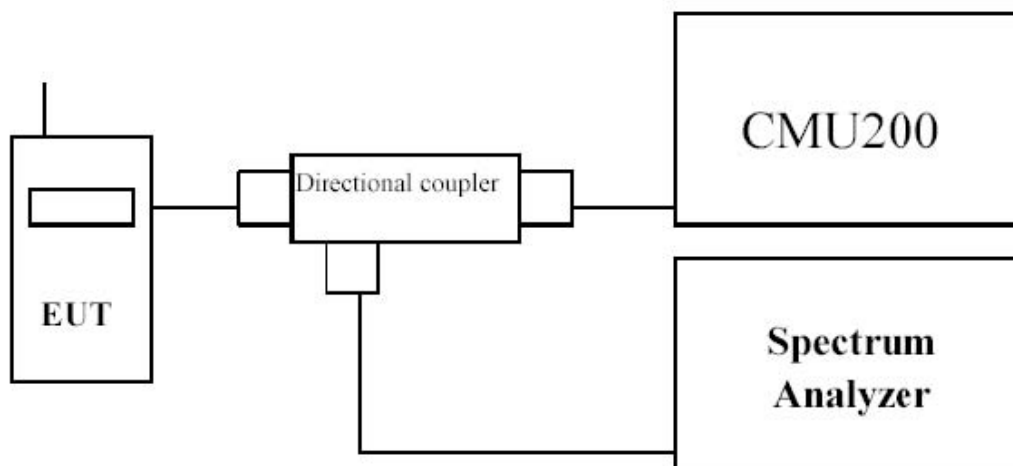 CMU200
Directional coupler
EUT
Spectrum
Analyzer